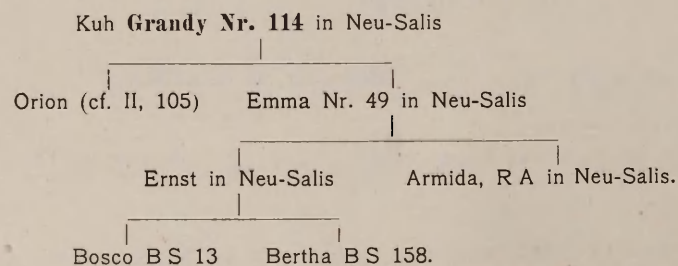 Kuh Grandy Nr. 114 in Neu-Salis
Orion (cf. II, 105) Emma Nr. 49 in Neu-Salis
Ernst in Neu-Salis Armida, R A in Neu-Salis.
Bosco B S 13 Bertha B S 158.